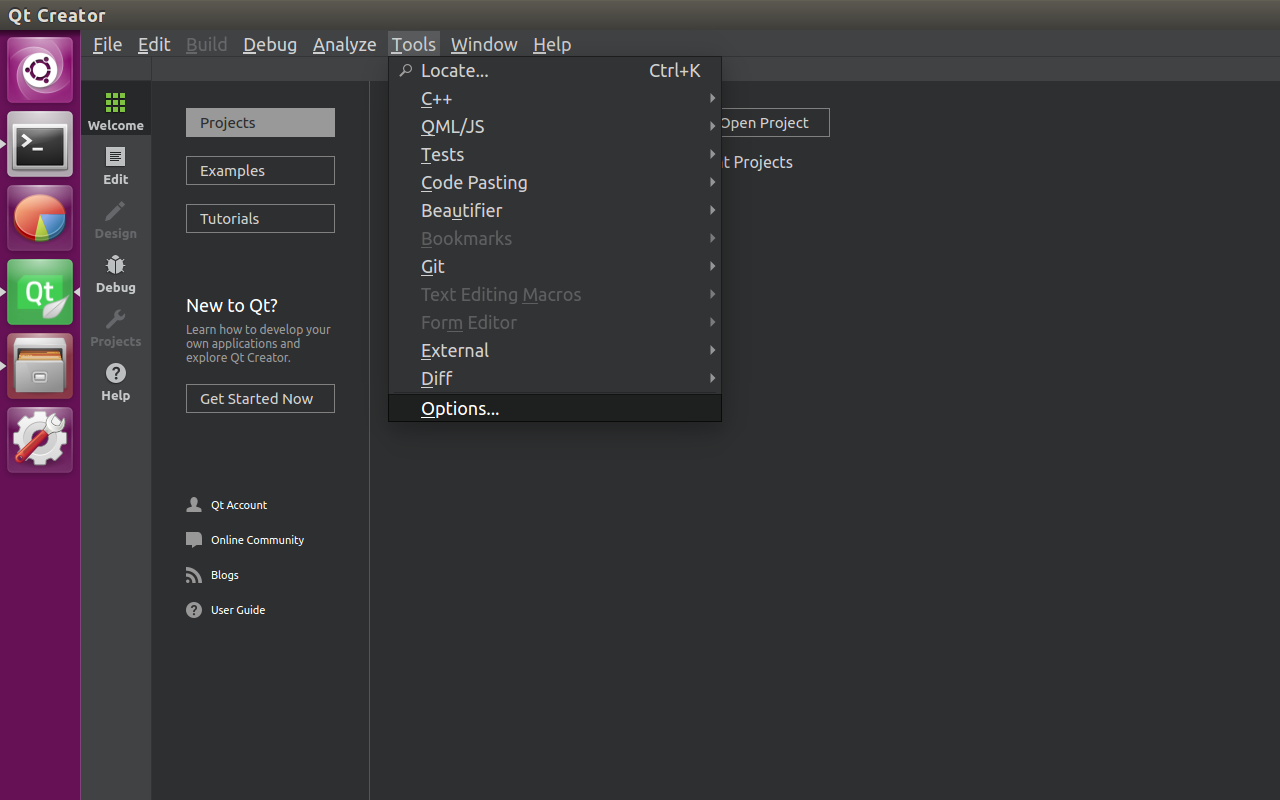 Qt Creator
File Edit Build Debug Analyze Tools Window Help
Welcome
Edit
Design
Debug
Projects
Help
Projects
Examples
Tutorials
New to Qt?
Learn how to develop your
own applications and
explore Qt Creator.
Get Started Now
Qt Account
Online Community
Blogs
User Guide
Locate... Ctrl+K
C++
QML/JS
Tests
Code Pasting
Beautifier
Bookmarks
Git
Text Editing Macros
Form Editor
External
Diff
Options...
Open Project
t Projects
Qt